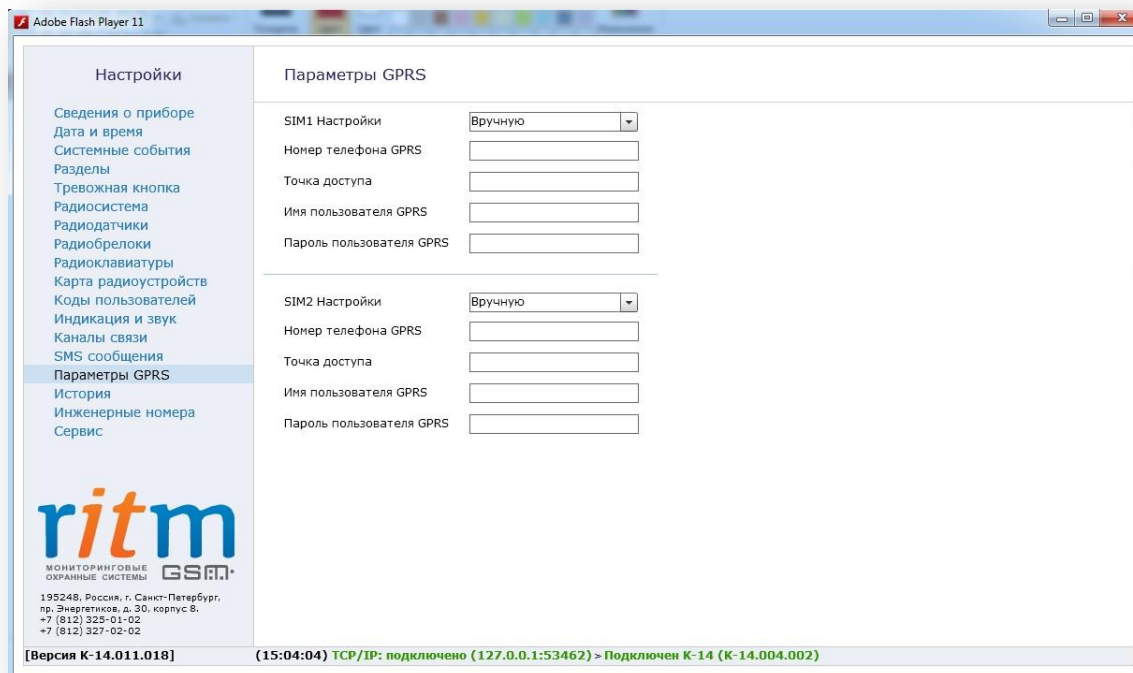 Adobe Flash Player 11
Настройки
Сведения о приборе
Дата и время
Системные события
Разделы
Тревожная кнопка
Радиосистема
Радиодатчики
Радиобрелоки
Радиоклавиатуры
Карта радиоустройств
Коды пользователей
Индикация и звук
Каналы связи
SMS сообщения
Параметры GPRS
История
Инженерные номера
Сервис
ritm
МОНИТОРИНГОВЫЕ
ОХРАННЫЕ СИСТЕМЫ
GSM
195248, Россия, г. Санкт-Петербург,
пр. Энергетиков, д. 30, корпус 8.
+7 (812) 325-01-02
+7 (812) 327-02-02
Параметры GPRS
SIM1 Настройки Вручную
Номер телефона GPRS
Точка доступа
Имя пользователя GPRS
Пароль пользователя GPRS
SIM2 Настройки Вручную
Номер телефона GPRS
Точка доступа
Имя пользователя GPRS
Пароль пользователя GPRS
[Версия K-14.011.018] (15:04:04) TCP/IP: подключено (127.0.0.1:53462) > Подключен K-14 (K-14.004.002)